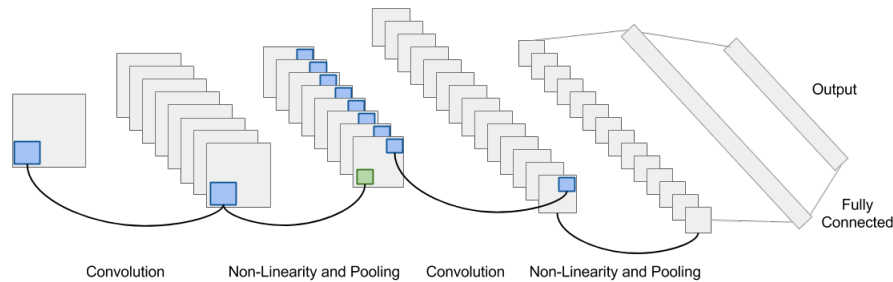 Output
Fully
Connected
Convolution
Non-Linearity and Pooling
Convolution
Non-Linearity and Pooling